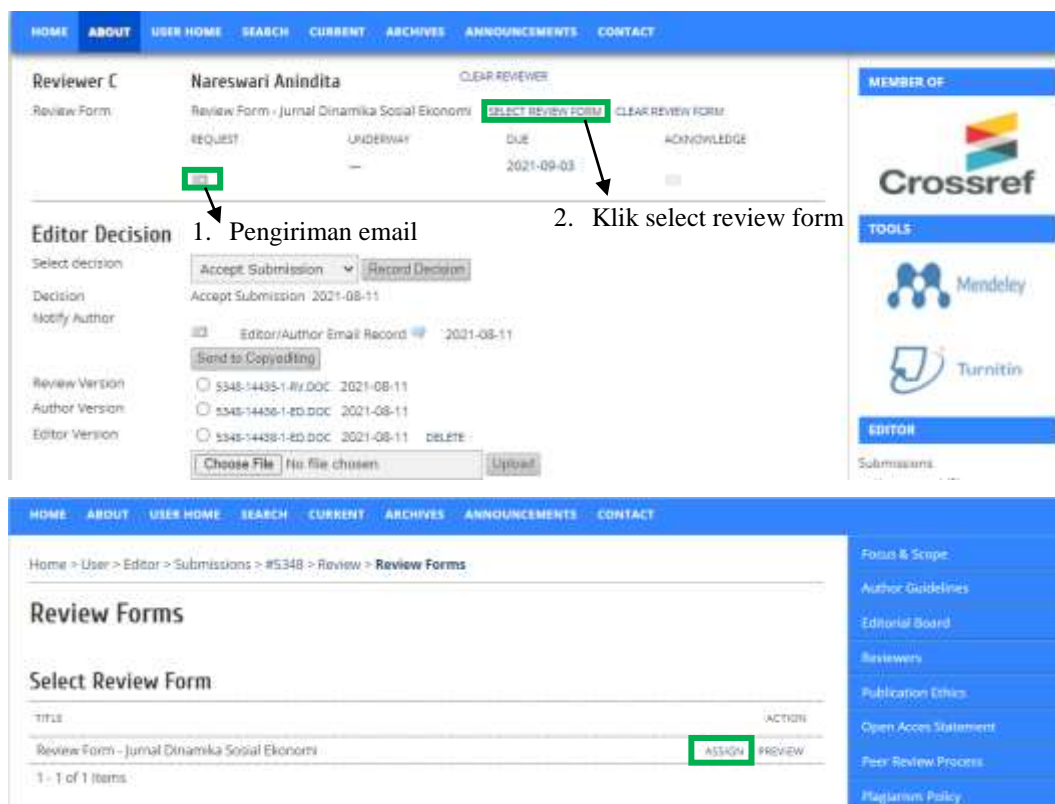 HOME ABOUT USER HOME SEARCH CURRENT ARCHIVES ANNOUNCEMENTS CONTACT
Reviewer C Nareswari Anindita CLEAR REVIEWER
Review Form Review Form - Jurnal Dinamika Sosial Ekonomi SELECT REVIEW FORM CLEAR REVIEW FORM
REQUEST UNDERWAY DUE ACKNOWLEDGE
— 2021-09-03
1. Pengiriman email
2. Klik select review form
Editor Decision
Select decision Accept Submission Record Decision
Decision Accept Submission 2021-08-11
Notify Author Editor/Author Email Record 2021-08-11
Send to Copyediting
Review Version 5348-14435-1-RV.DOC 2021-08-11
Author Version 5348-14436-1-ED.DOC 2021-08-11
Editor Version 5348-14438-1-ED.DOC 2021-08-11 DELETE
Choose File No file chosen Upload
MEMBER OF
Crossref
TOOLS
Mendeley
Turnitin
EDITOR
Submissions
HOME ABOUT USER HOME SEARCH CURRENT ARCHIVES ANNOUNCEMENTS CONTACT
Home > User > Editor > Submissions > #5348 > Review > Review Forms
Review Forms
Select Review Form
TITLE ACTION
Review Form - Jurnal Dinamika Sosial Ekonomi ASSIGN PREVIEW
1 - 1 of 1 Items
Focus & Scope
Author Guidelines
Editorial Board
Reviewers
Publication Ethics
Open Acces Statement
Peer Review Process
Plagiarism Policy